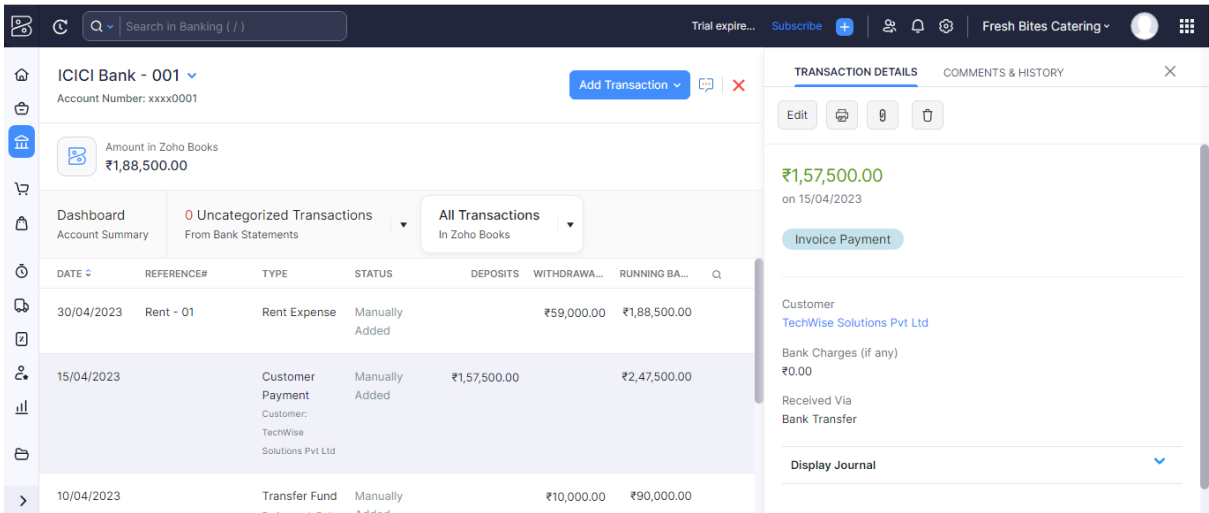 Search in Banking ( / )
Trial expire...
Subscribe
Fresh Bites Catering
ICICI Bank - 001
Account Number: xxxx0001
Add Transaction
Amount in Zoho Books
₹1,88,500.00
Dashboard
Account Summary
0 Uncategorized Transactions
From Bank Statements
All Transactions
In Zoho Books
DATE REFERENCE# TYPE STATUS DEPOSITS WITHDRAWA... RUNNING BA...
30/04/2023 Rent - 01 Rent Expense Manually ₹59,000.00 ₹1,88,500.00
Added
15/04/2023 Customer Manually ₹1,57,500.00 ₹2,47,500.00
Payment Added
Customer:
TechWise
Solutions Pvt Ltd
10/04/2023 Transfer Fund Manually ₹10,000.00 ₹90,000.00
TRANSACTION DETAILS COMMENTS & HISTORY
Edit
₹1,57,500.00
on 15/04/2023
Invoice Payment
Customer
TechWise Solutions Pvt Ltd
Bank Charges (if any)
₹0.00
Received Via
Bank Transfer
Display Journal